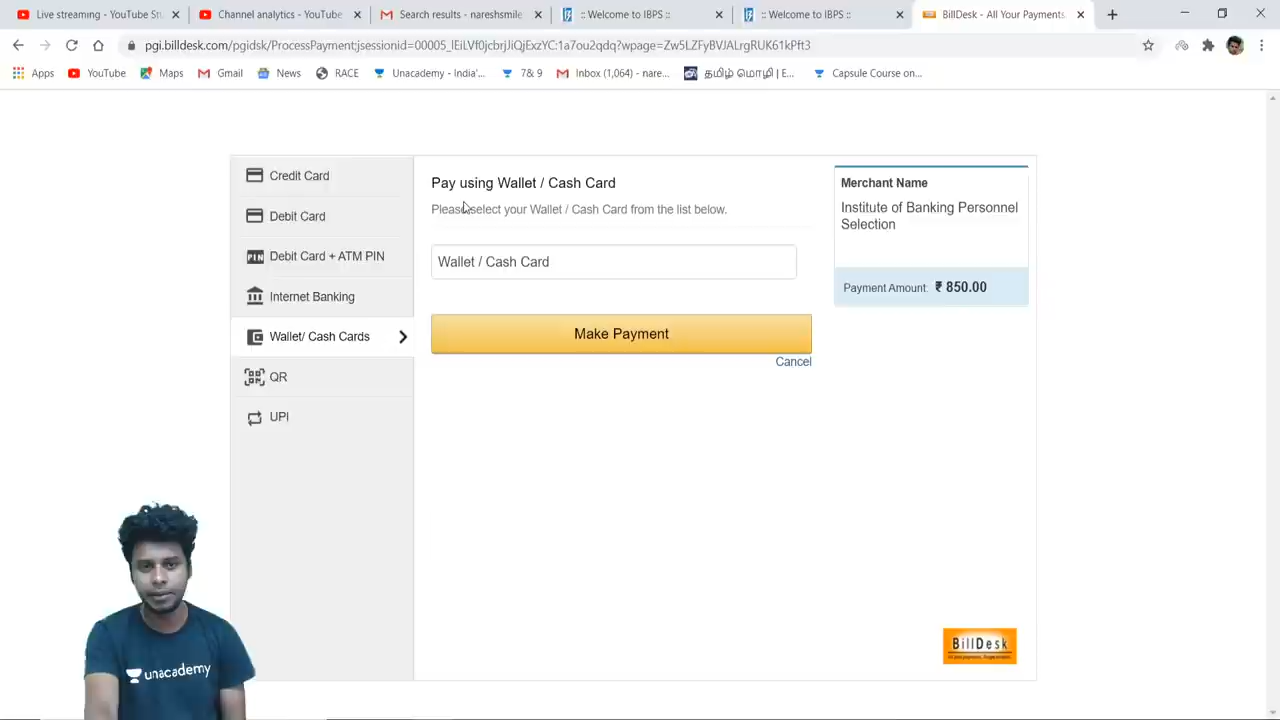 Live streaming - YouTube St
Channel analytics - YouTube
Search results - nareshsmile
:: Welcome to IBPS ::
:: Welcome to IBPS ::
BillDesk - All Your Payments.
pgi.billdesk.com/pgidsk/ProcessPayment;jsessionid=00005_lEiLVf0jcbrjJiQjExzYC:1a7ou2qdq?wpage=Zw5LZFyBVJALrgRUK61kPft3
Apps
YouTube
Maps
Gmail
News
RACE
Unacademy - India'...
7& 9
Inbox (1,064) - nare...
தமிழ் மொழி | E...
Capsule Course on...
Credit Card
Debit Card
Debit Card + ATM PIN
Internet Banking
Wallet/ Cash Cards
QR
UPI
Pay using Wallet / Cash Card
Please select your Wallet / Cash Card from the list below.
Wallet / Cash Card
Make Payment
Cancel
Merchant Name
Institute of Banking Personnel
Selection
Payment Amount: ₹ 850.00
BillDesk
unacademy